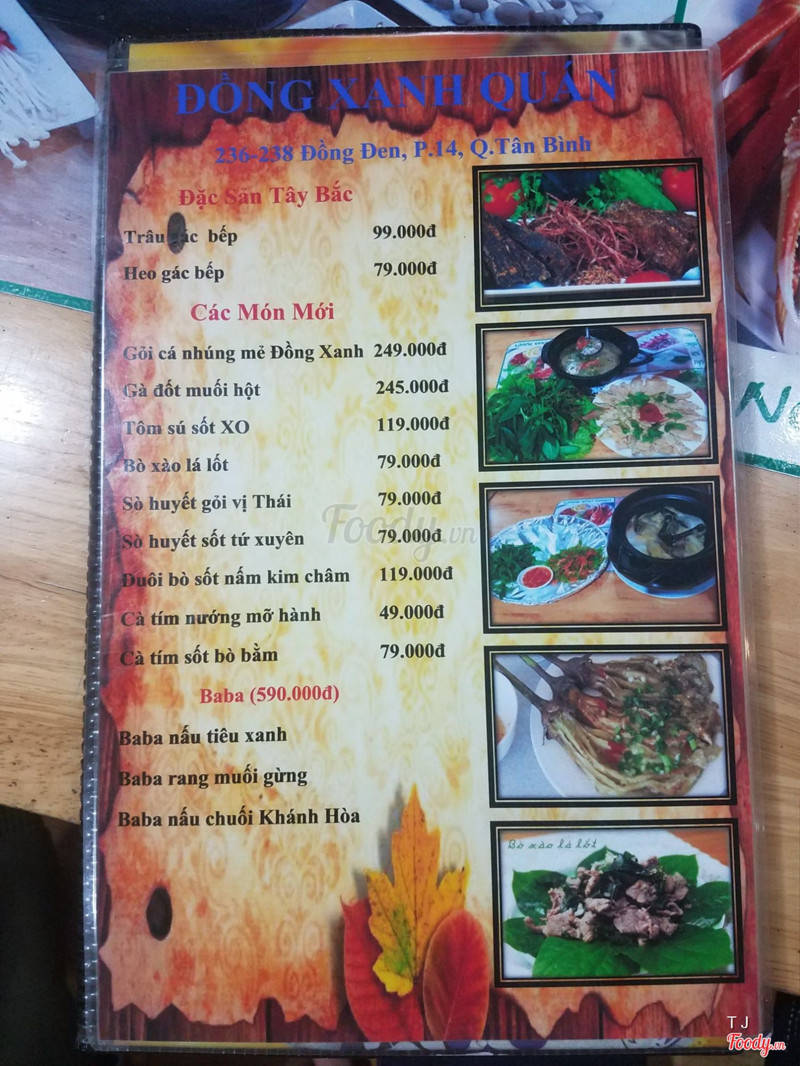 ĐỒNG XANH QUÁN
236-238 Đồng Đen, P.14, Q.Tân Bình
Đặc Sản Tây Bắc
Trâu gác bếp 99.000đ
Heo gác bếp 79.000đ
Các Món Mới
Gỏi cá nhúng mẻ Đồng Xanh 249.000đ
Gà đốt muối hột 245.000đ
Tôm sú sốt XO 119.000đ
Bò xào lá lốt 79.000đ
Sò huyết gỏi vị Thái 79.000đ
Sò huyết sốt tứ xuyên 79.000đ
Đuôi bò sốt nấm kim châm 119.000đ
Cà tím nướng mỡ hành 49.000đ
Cà tím sốt bò bằm 79.000đ
Baba (590.000đ)
Baba nấu tiêu xanh
Baba rang muối gừng
Baba nấu chuối Khánh Hòa
Bò xào lá lốt
Foody.vn
TJ
Foody.vn